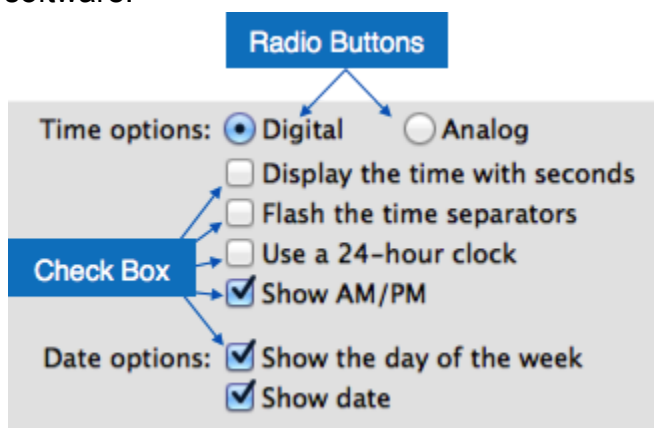 software.
Radio Buttons
Time options: Digital Analog
Display the time with seconds
Flash the time separators
Use a 24-hour clock
Check Box
Show AM/PM
Date options: Show the day of the week
Show date